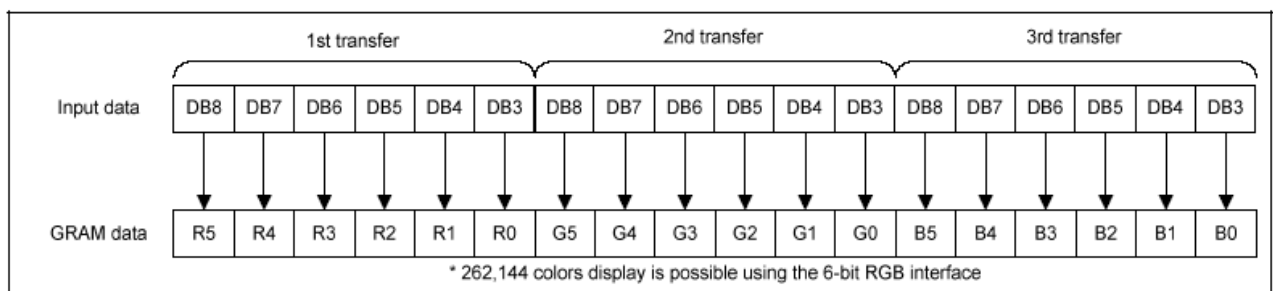 1st transfer 2nd transfer 3rd transfer
Input data DB8 DB7 DB6 DB5 DB4 DB3 DB8 DB7 DB6 DB5 DB4 DB3 DB8 DB7 DB6 DB5 DB4 DB3
GRAM data R5 R4 R3 R2 R1 R0 G5 G4 G3 G2 G1 G0 B5 B4 B3 B2 B1 B0
* 262,144 colors display is possible using the 6-bit RGB interface